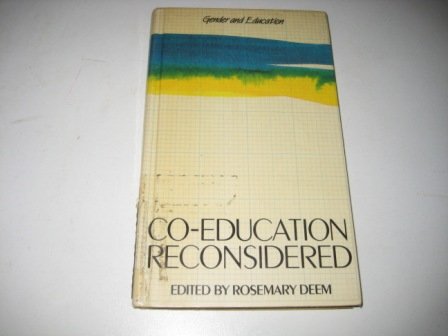 Gender and Education
CO-EDUCATION
RECONSIDERED
EDITED BY ROSEMARY DEEM